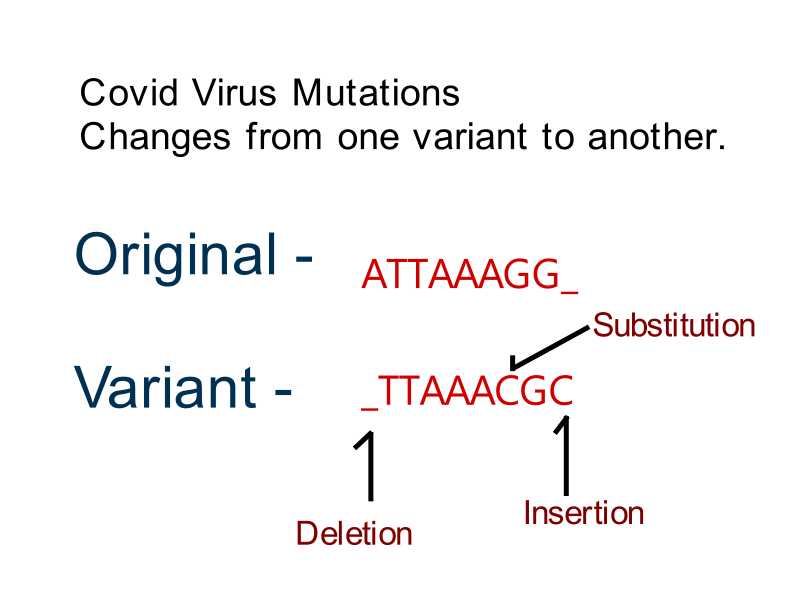 Covid Virus Mutations
Changes from one variant to another.
Original - ATTAAAGG_
Substitution
Variant - _TTAAACGC
Insertion
Deletion